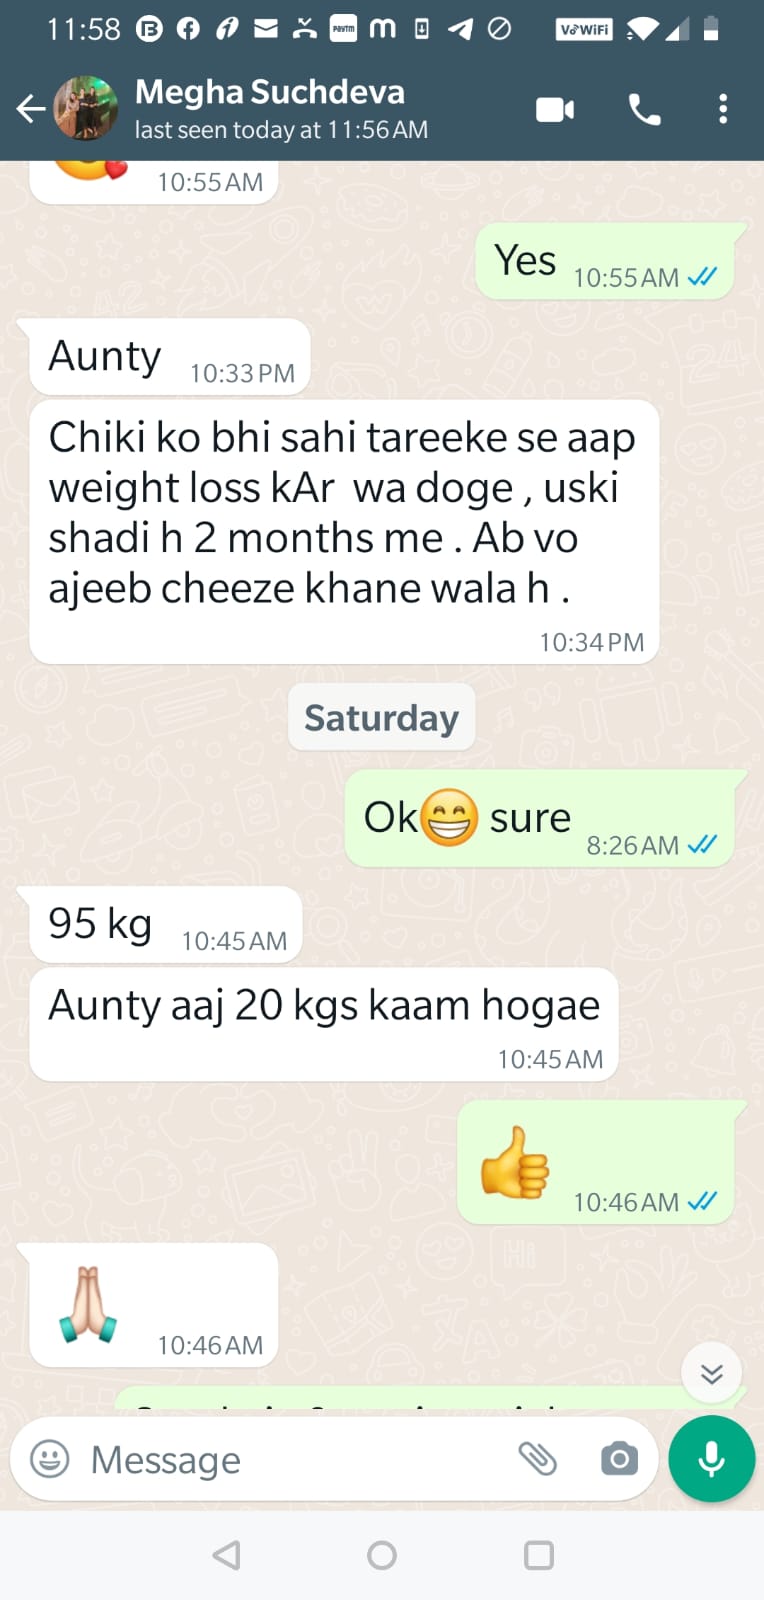 11:58
paytm
m
VoWiFi
Megha Suchdeva
last seen today at 11:56 AM
10:55 AM
Yes 10:55 AM
Aunty 10:33 PM
Chiki ko bhi sahi tareeke se aap
weight loss kAr wa doge , uski
shadi h 2 months me . Ab vo
ajeeb cheeze khane wala h .
10:34 PM
Saturday
Ok😁 sure 8:26 AM
95 kg 10:45 AM
Aunty aaj 20 kgs kaam hogae
10:45 AM
👍 10:46 AM
🙏🏻 10:46 AM
Message